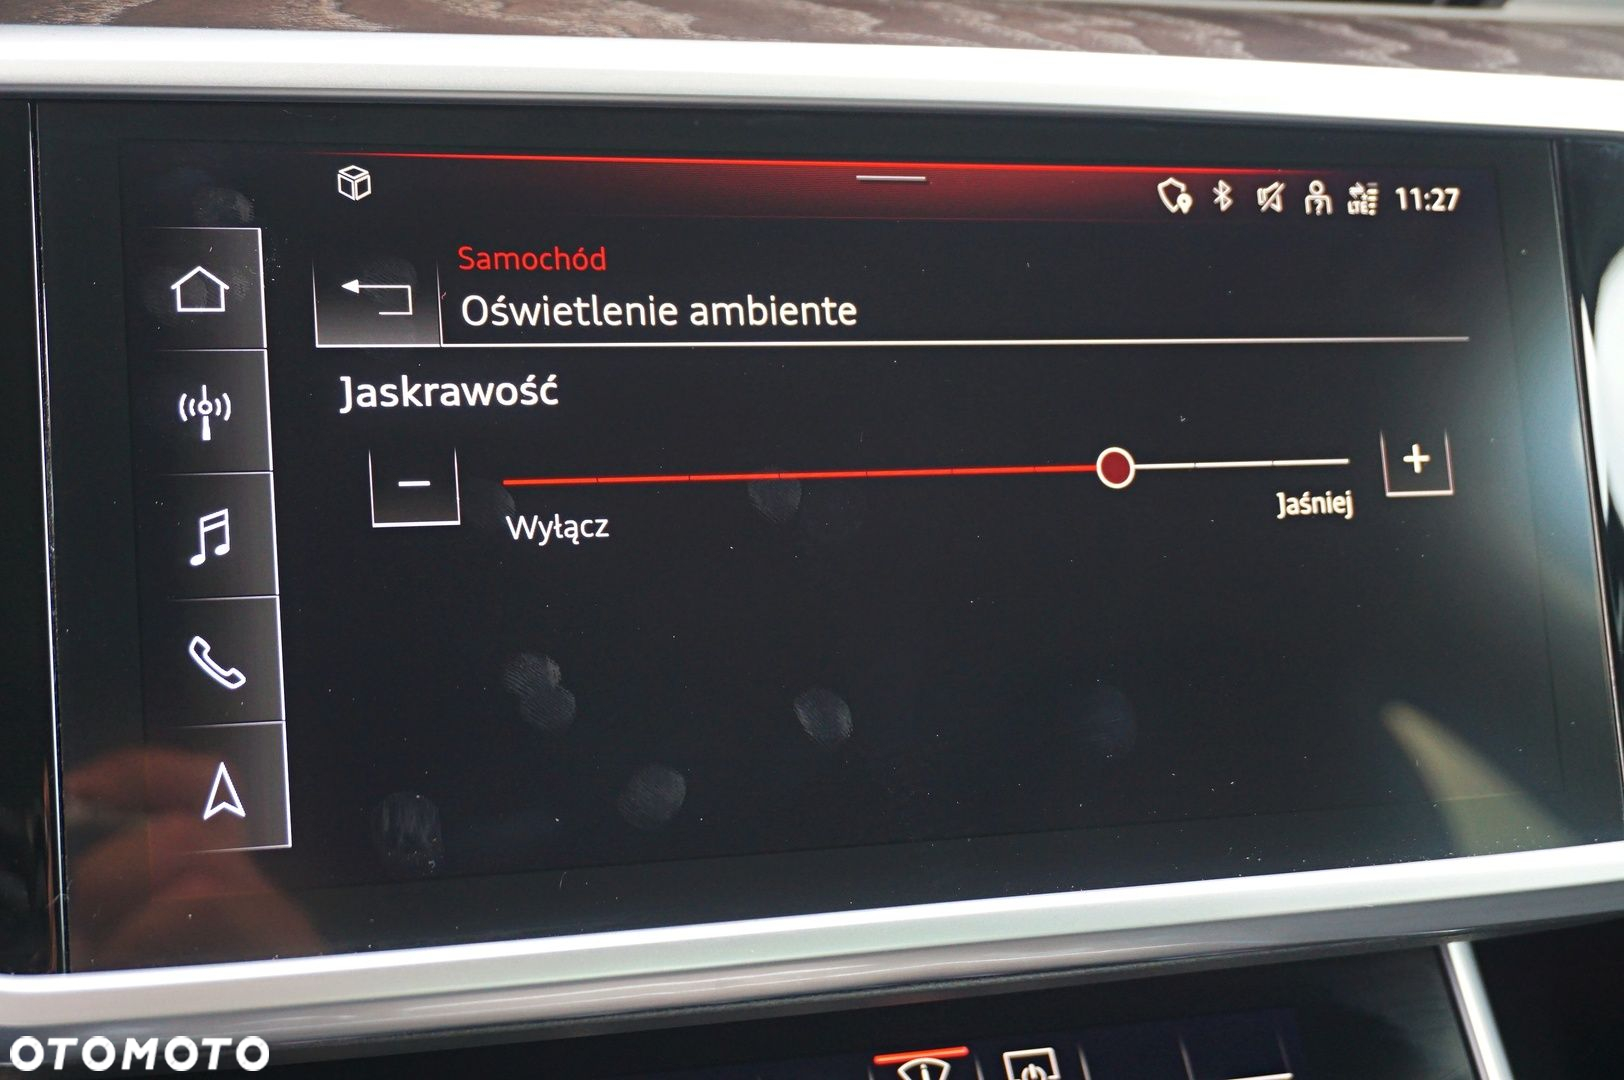 11:27
Samochód
Oświetlenie ambiente
Jaskrawość
Wyłącz
Jaśniej
OTOMOTO